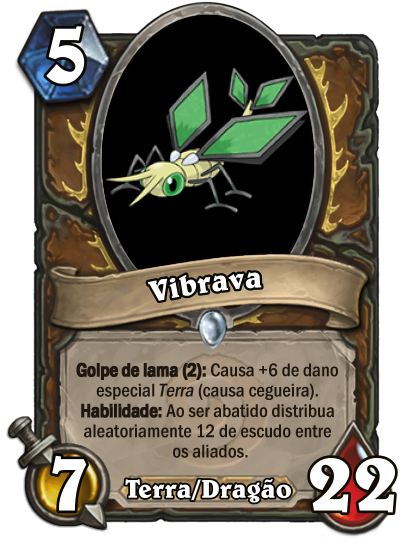 5
Vibrava
Golpe de lama (2): Causa +6 de dano
especial Terra (causa cegueira).
Habilidade: Ao ser abatido distribua
aleatoriamente 12 de escudo entre
os aliados.
7
Terra/Dragão
22